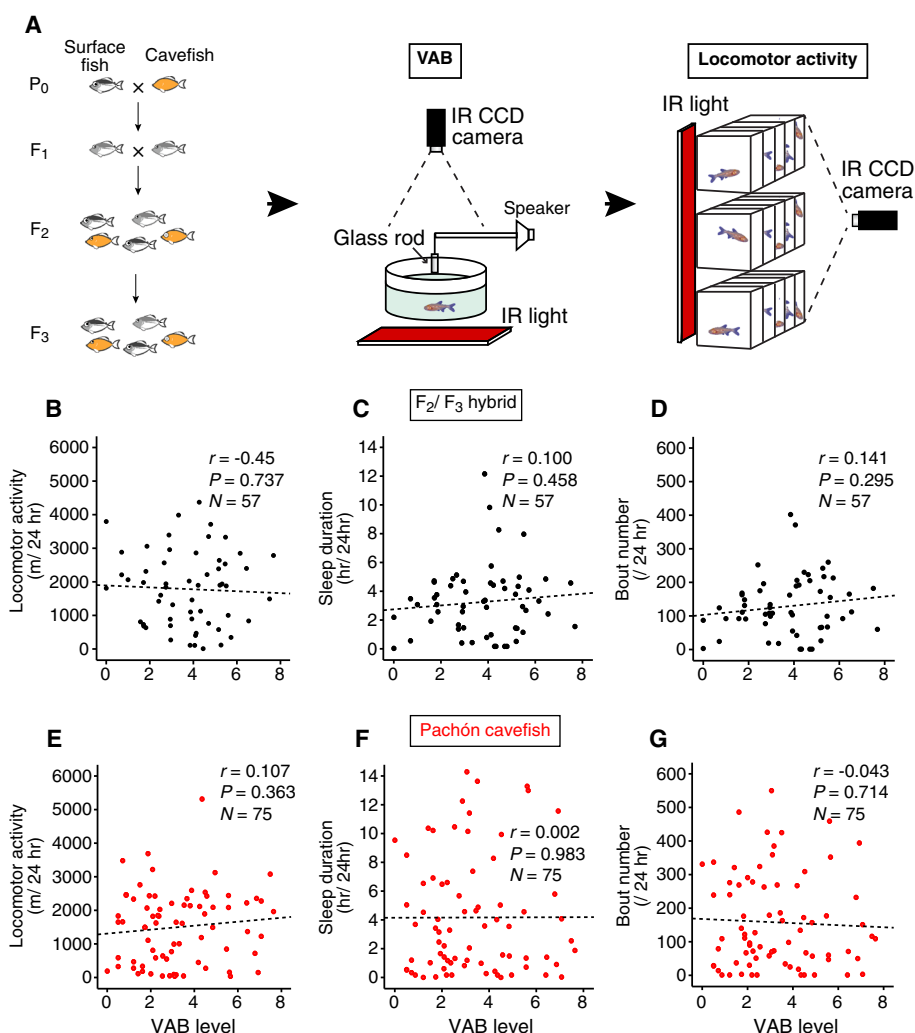 A
Surface
fish
Cavefish
P0
F1
F2
F3
VAB
IR CCD
camera
Speaker
Glass rod
IR light
Locomotor activity
IR light
IR CCD
camera
F2/ F3 hybrid
B
Locomotor activity
(m/ 24 hr)
6000
5000
4000
3000
2000
1000
0
r = -0.45
P = 0.737
N = 57
0 2 4 6 8
C
Sleep duration
(hr/ 24hr)
14
12
10
8
6
4
2
0
r = 0.100
P = 0.458
N = 57
0 2 4 6 8
D
Bout number
(/ 24 hr)
600
500
400
300
200
100
0
r = 0.141
P = 0.295
N = 57
0 2 4 6 8
Pachón cavefish
E
Locomotor activity
(m/ 24 hr)
6000
5000
4000
3000
2000
1000
0
r = 0.107
P = 0.363
N = 75
0 2 4 6 8
VAB level
F
Sleep duration
(hr/ 24hr)
14
12
10
8
6
4
2
0
r = 0.002
P = 0.983
N = 75
0 2 4 6 8
VAB level
G
Bout number
(/ 24 hr)
600
500
400
300
200
100
0
r = -0.043
P = 0.714
N = 75
0 2 4 6 8
VAB level